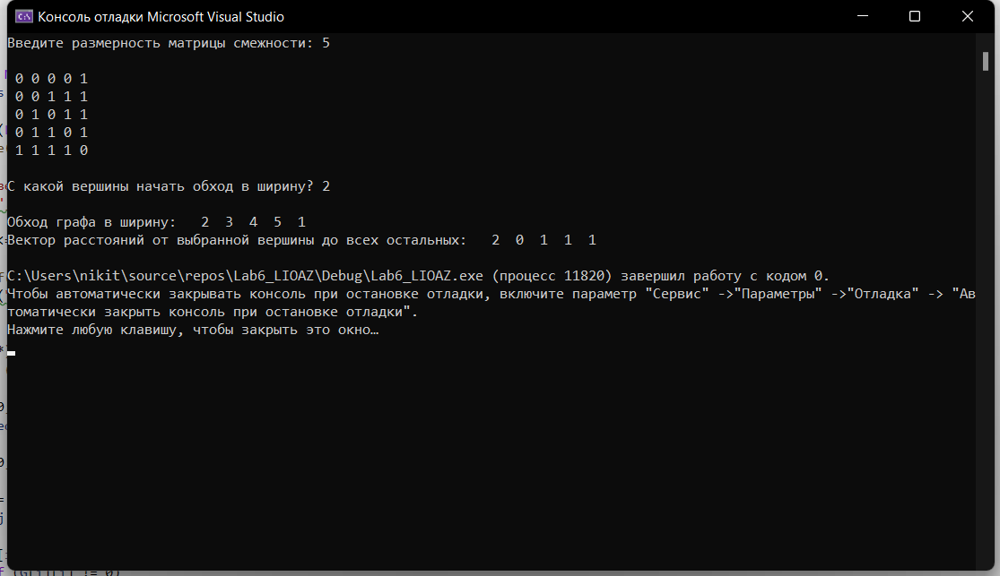 Консоль отладки Microsoft Visual Studio
Введите размерность матрицы смежности: 5
0 0 0 0 1
0 0 1 1 1
0 1 0 1 1
0 1 1 0 1
1 1 1 1 0
С какой вершины начать обход в ширину? 2
Обход графа в ширину:   2  3  4  5  1
Вектор расстояний от выбранной вершины до всех остальных:   2  0  1  1  1
C:\Users\nikit\source\repos\Lab6_LIOAZ\Debug\Lab6_LIOAZ.exe (процесс 11820) завершил работу с кодом 0.
Чтобы автоматически закрывать консоль при остановке отладки, включите параметр "Сервис" ->"Параметры" ->"Отладка" -> "Ав
томатически закрыть консоль при остановке отладки".
Нажмите любую клавишу, чтобы закрыть это окно…